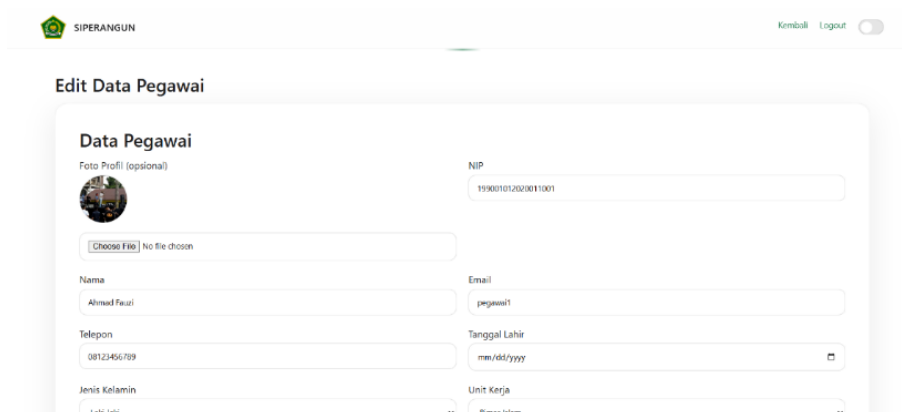 SIPERANGUN
Kembali Logout
Edit Data Pegawai
Data Pegawai
Foto Profil (opsional)
NIP
199001012020011001
Choose File No file chosen
Nama
Email
Ahmad Fauzi
pegawai1
Telepon
Tanggal Lahir
08123456789
mm/dd/yyyy
Jenis Kelamin
Unit Kerja